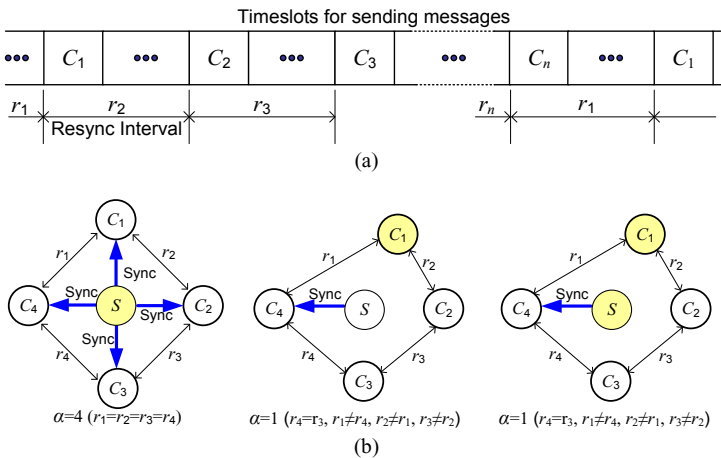 Timeslots for sending messages
••• C₁ ••• C₂ ••• C₃ ••• Cₙ ••• C₁
r₁ r₂ r₃ rₙ r₁
Resync Interval
(a)
C₁
r₁ r₂
Sync
C₄ Sync S Sync C₂
Sync
r₄ r₃
C₃
α=4 (r₁=r₂=r₃=r₄)
C₁
r₁
r₂
C₄ Sync S C₂
r₄ r₃
C₃
α=1 (r₄=r₃, r₁≠r₄, r₂≠r₁, r₃≠r₂)
C₁
r₁
r₂
C₄ Sync S C₂
r₄ r₃
C₃
α=1 (r₄=r₃, r₁≠r₄, r₂≠r₁, r₃≠r₂)
(b)